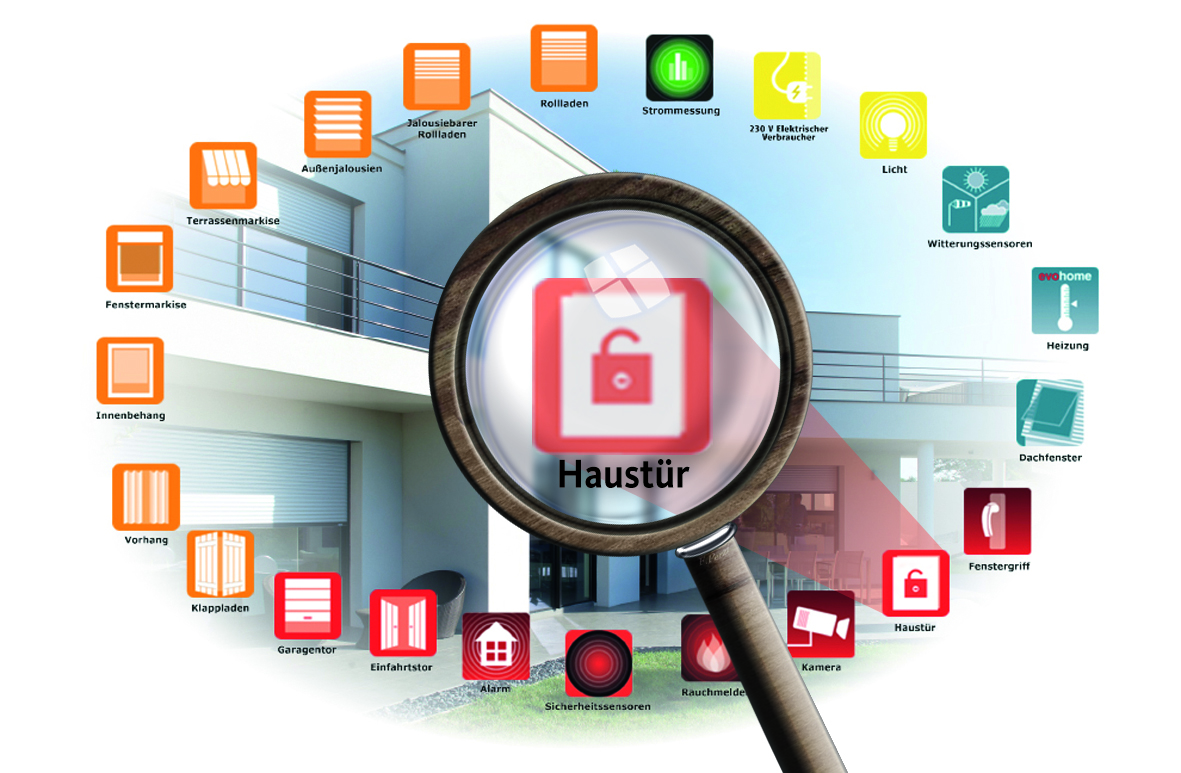 Rollladen
Strommessung
230 V Elektrischer
Verbraucher
Licht
Witterungssensoren
evohome
Heizung
Dachfenster
Fenstergriff
Haustür
Kamera
Rauchmelde
Sicherheitssensoren
Alarm
Einfahrtstor
Garagentor
Klappladen
Vorhang
Innenbehang
Fenstermarkise
Terrassenmarkise
Außenjalousien
Jalousiebarer
Rollladen
Haustür